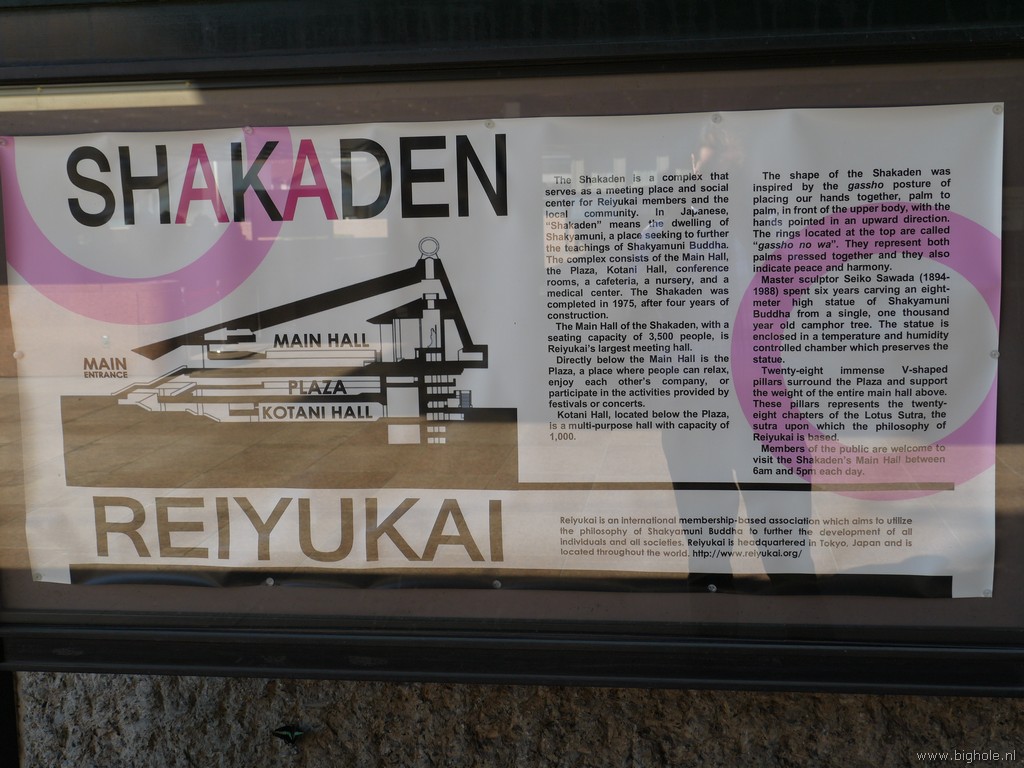 SHAKADEN
MAIN HALL
MAIN
ENTRANCE
PLAZA
KOTANI HALL
REIYUKAI
The Shakaden is a complex that
serves as a meeting place and social
center for Reiyukai members and the
local community. In Japanese,
“Shakaden” means the dwelling of
Shakyamuni, a place seeking to further
the teachings of Shakyamuni Buddha.
The complex consists of the Main Hall,
the Plaza, Kotani Hall, conference
rooms, a cafeteria, a nursery, and a
medical center. The Shakaden was
completed in 1975, after four years of
construction.
The Main Hall of the Shakaden, with a
seating capacity of 3,500 people, is
Reiyukai's largest meeting hall.
Directly below the Main Hall is the
Plaza, a place where people can relax,
enjoy each other's company, or
participate in the activities provided by
festivals or concerts.
Kotani Hall, located below the Plaza,
is a multi-purpose hall with capacity of
1,000.
The shape of the Shakaden was
inspired by the gassho posture of
placing our hands together, palm to
palm, in front of the upper body, with the
hands pointed in an upward direction.
The rings located at the top are called
“gassho no wa”. They represent both
palms pressed together and they also
indicate peace and harmony.
Master sculptor Seiko Sawada (1894-
1988) spent six years carving an eight-
meter high statue of Shakyamuni
Buddha from a single, one thousand
year old camphor tree. The statue is
enclosed in a temperature and humidity
controlled chamber which preserves the
statue.
Twenty-eight immense V-shaped
pillars surround the Plaza and support
the weight of the entire main hall above.
These pillars represents the twenty-
eight chapters of the Lotus Sutra, the
sutra upon which the philosophy of
Reiyukai is based.
Members of the public are welcome to
visit the Shakaden's Main Hall between
6am and 5pm each day.
Reiyukai is an international membership-based association which aims to utilize
the philosophy of Shakyamuni Buddha to further the development of all
individuals and all societies. Reiyukai is headquartered in Tokyo, Japan and is
located throughout the world. http://www.reiyukai.org/
www.bighole.nl